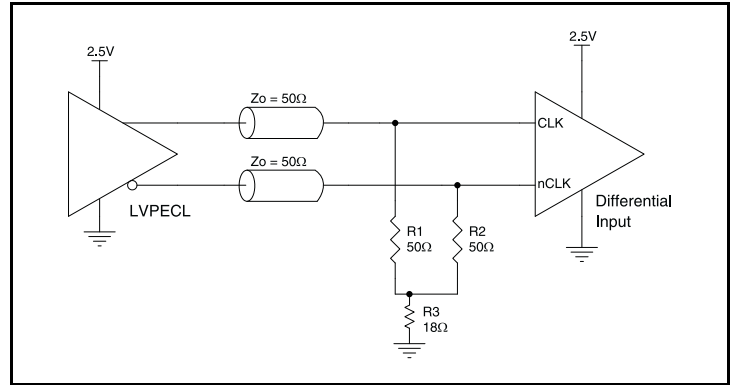 2.5V
2.5V
Zo = 50Ω
CLK
Zo = 50Ω
nCLK
LVPECL
Differential
Input
R1
50Ω
R2
50Ω
R3
18Ω